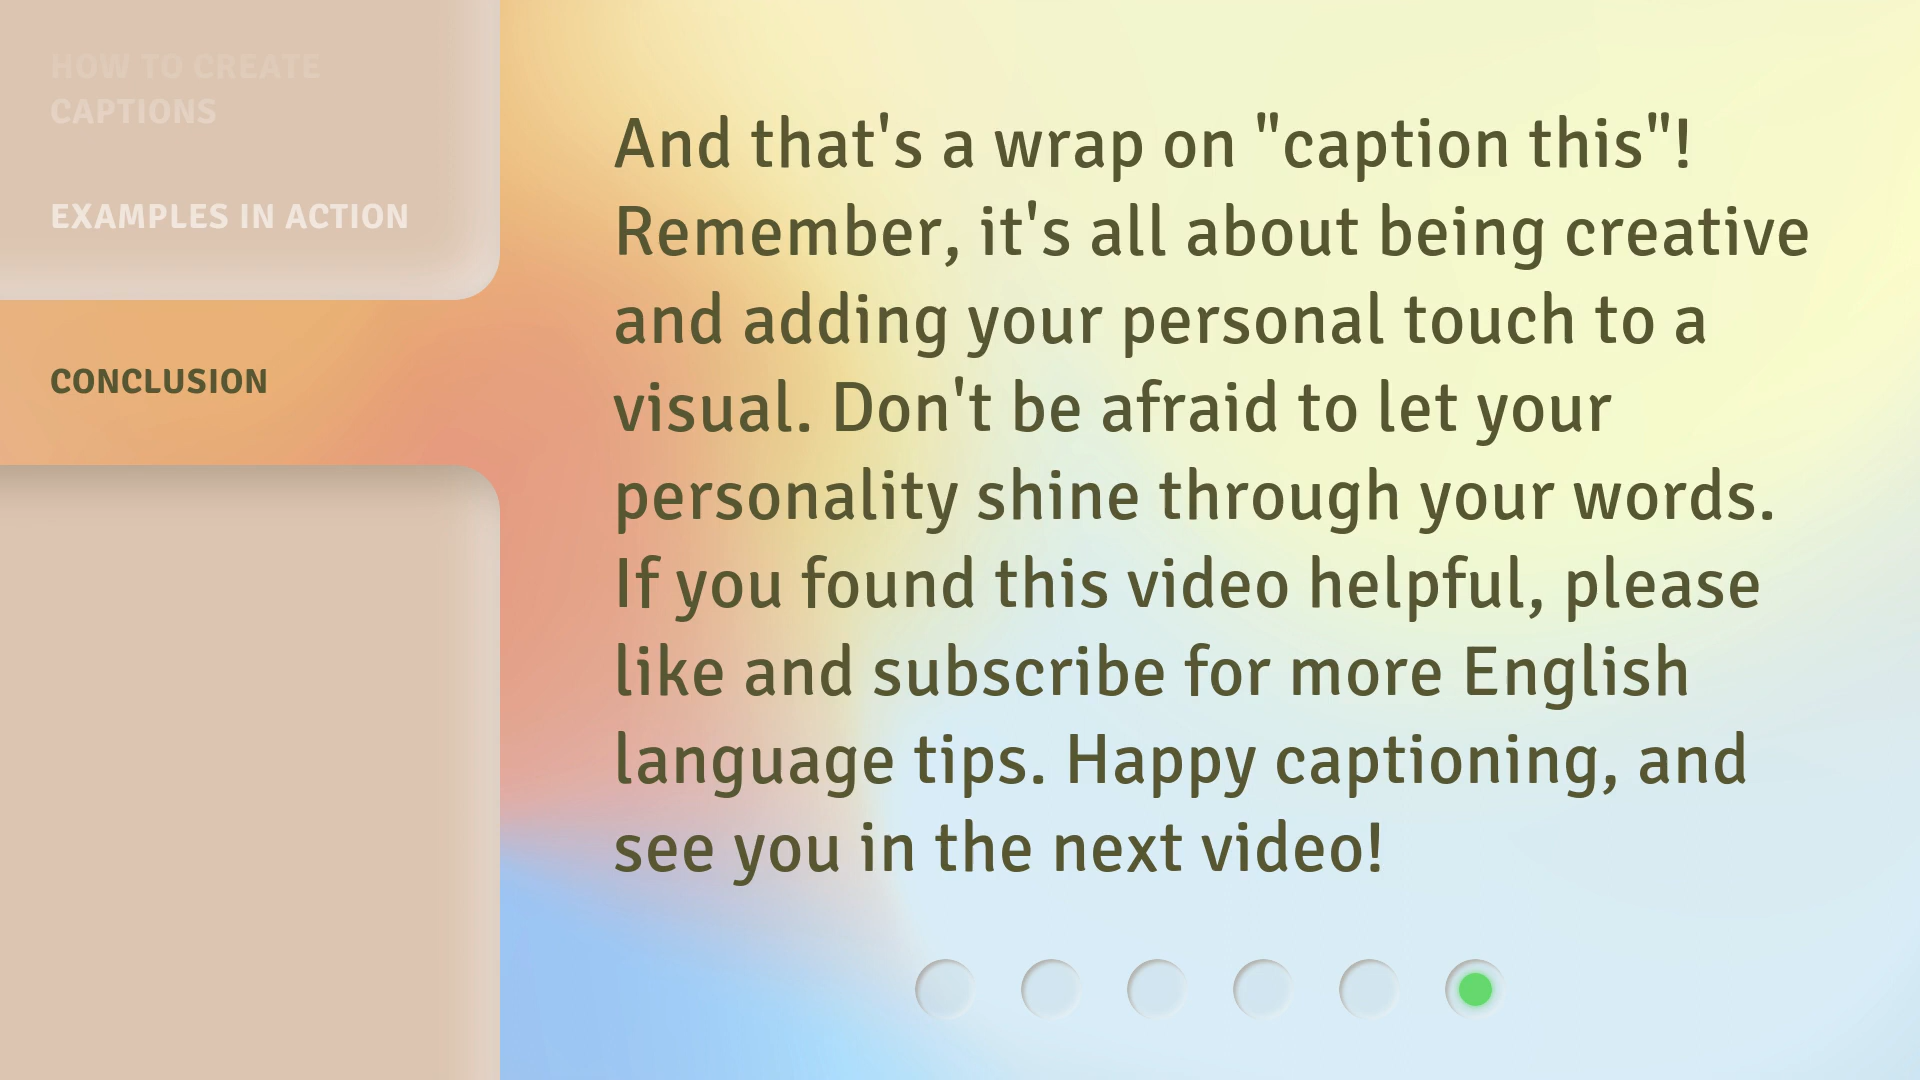 HOW TO CREATE
CAPTIONS
EXAMPLES IN ACTION
CONCLUSION
And that's a wrap on "caption this"!
Remember, it's all about being creative
and adding your personal touch to a
visual. Don't be afraid to let your
personality shine through your words.
If you found this video helpful, please
like and subscribe for more English
language tips. Happy captioning, and
see you in the next video!